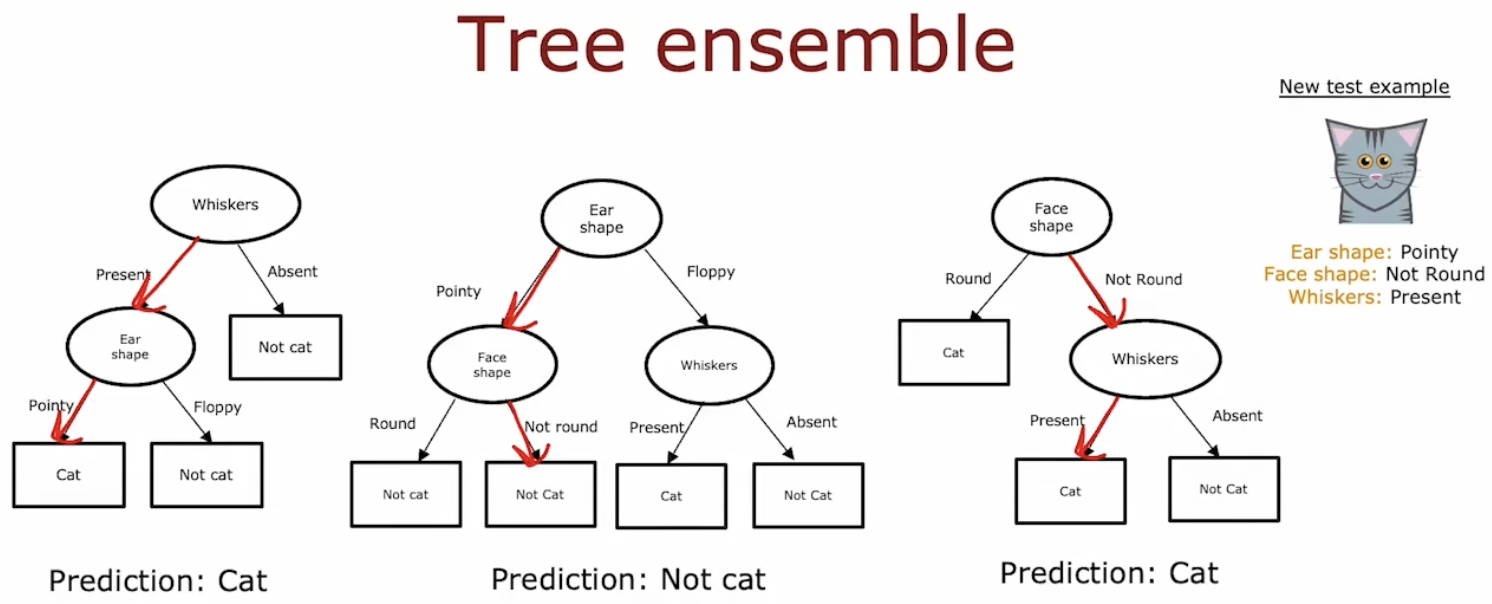 Tree ensemble
New test example
Ear shape: Pointy
Face shape: Not Round
Whiskers: Present
Whiskers
Present
Absent
Ear
shape
Not cat
Pointy
Floppy
Cat
Not cat
Prediction: Cat
Ear
shape
Pointy
Floppy
Face
shape
Whiskers
Round
Not round
Present
Absent
Not cat
Not Cat
Cat
Not Cat
Prediction: Not cat
Face
shape
Round
Not Round
Cat
Whiskers
Present
Absent
Cat
Not Cat
Prediction: Cat